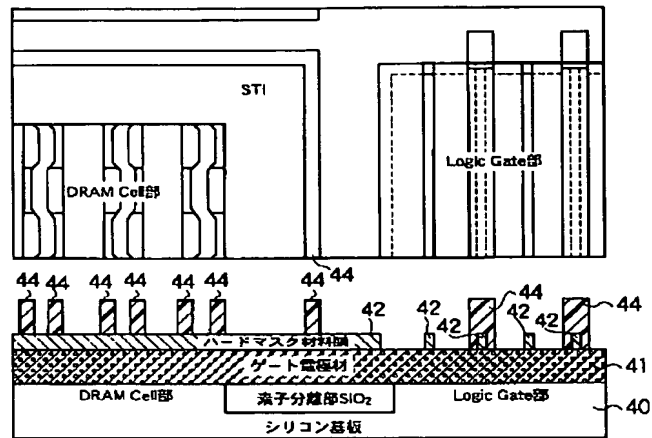 STI
DRAM Cell部
Logic Gate部
44 44 44 44 44 44 44 44
42 42 44 42 42 44
ハードマスク材料膜
ゲート電極材
41
DRAM Cell部
素子分離部SiO₂
Logic Gate部
40
シリコン基板